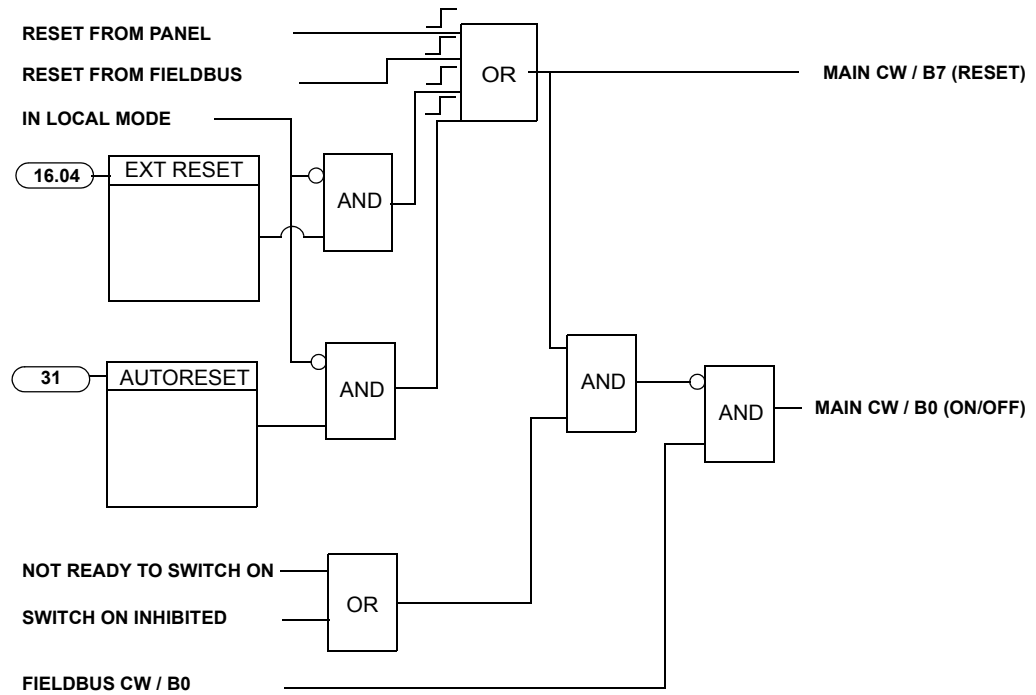 RESET FROM PANEL
RESET FROM FIELDBUS
OR
MAIN CW / B7 (RESET)
IN LOCAL MODE
16.04
EXT RESET
AND
31
AUTORESET
AND
AND
AND
MAIN CW / B0 (ON/OFF)
NOT READY TO SWITCH ON
OR
SWITCH ON INHIBITED
FIELDBUS CW / B0